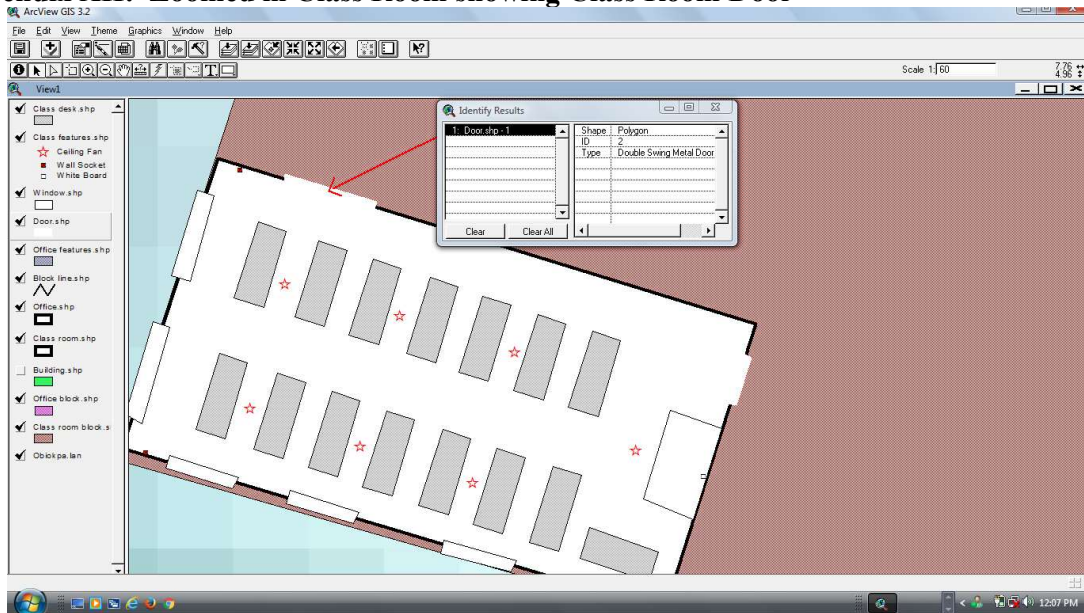 Zoomed in Class Room showing Class Room Door
ArcView GIS 3.2
File Edit View Theme Graphics Window Help
Scale 1: 60
7.76
4.96
View1
Class desk.shp
Class features.shp
Ceiling Fan
Wall Socket
White Board
Window.shp
Door.shp
Office features.shp
Block line.shp
Office.shp
Class room.shp
Building.shp
Office block.shp
Class room block.s
Obiokpa.lan
Identify Results
1: Door.shp - 1
Shape Polygon
ID 2
Type Double Swing Metal Door
Clear Clear All
12:07 PM